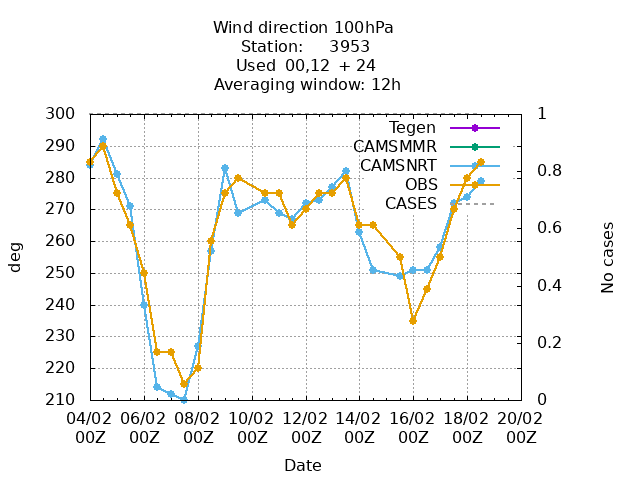 Wind direction 100hPa
Station: 3953
Used 00,12 + 24
Averaging window: 12h
300 1
Tegen
290
CAMSMMR
CAMSNRT
280 0.8
OBS
CASES
270
260 0.6
deg
No cases
250
240 0.4
230
220 0.2
210 0
04/02 06/02 08/02 10/02 12/02 14/02 16/02 18/02 20/02
00Z 00Z 00Z 00Z 00Z 00Z 00Z 00Z 00Z
Date